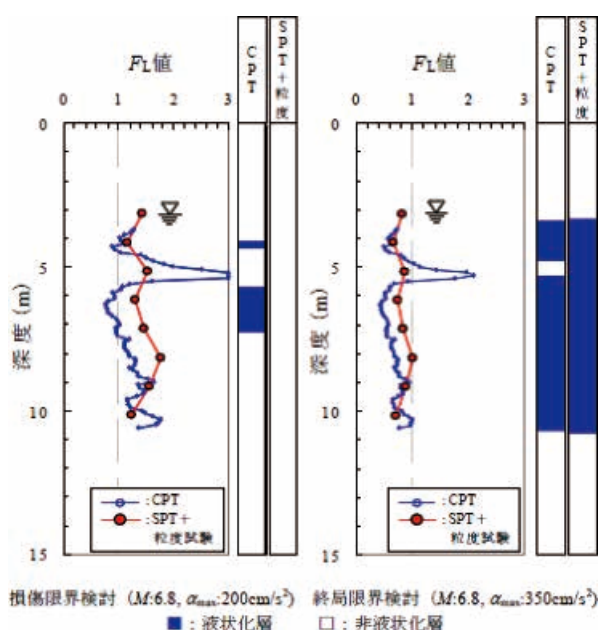 FL値
CPT
SPT+粒度
FL値
CPT
SPT+粒度
0 1 2 3
0 1 2 3
0
5
10
15
深度 (m)
0
5
10
15
深度 (m)
:CPT
:SPT+
粒度試験
:CPT
:SPT+
粒度試験
損傷限界検討 (M:6.8, αmax:200cm/s²)
終局限界検討 (M:6.8, αmax:350cm/s²)
:液状化層
:非液状化層